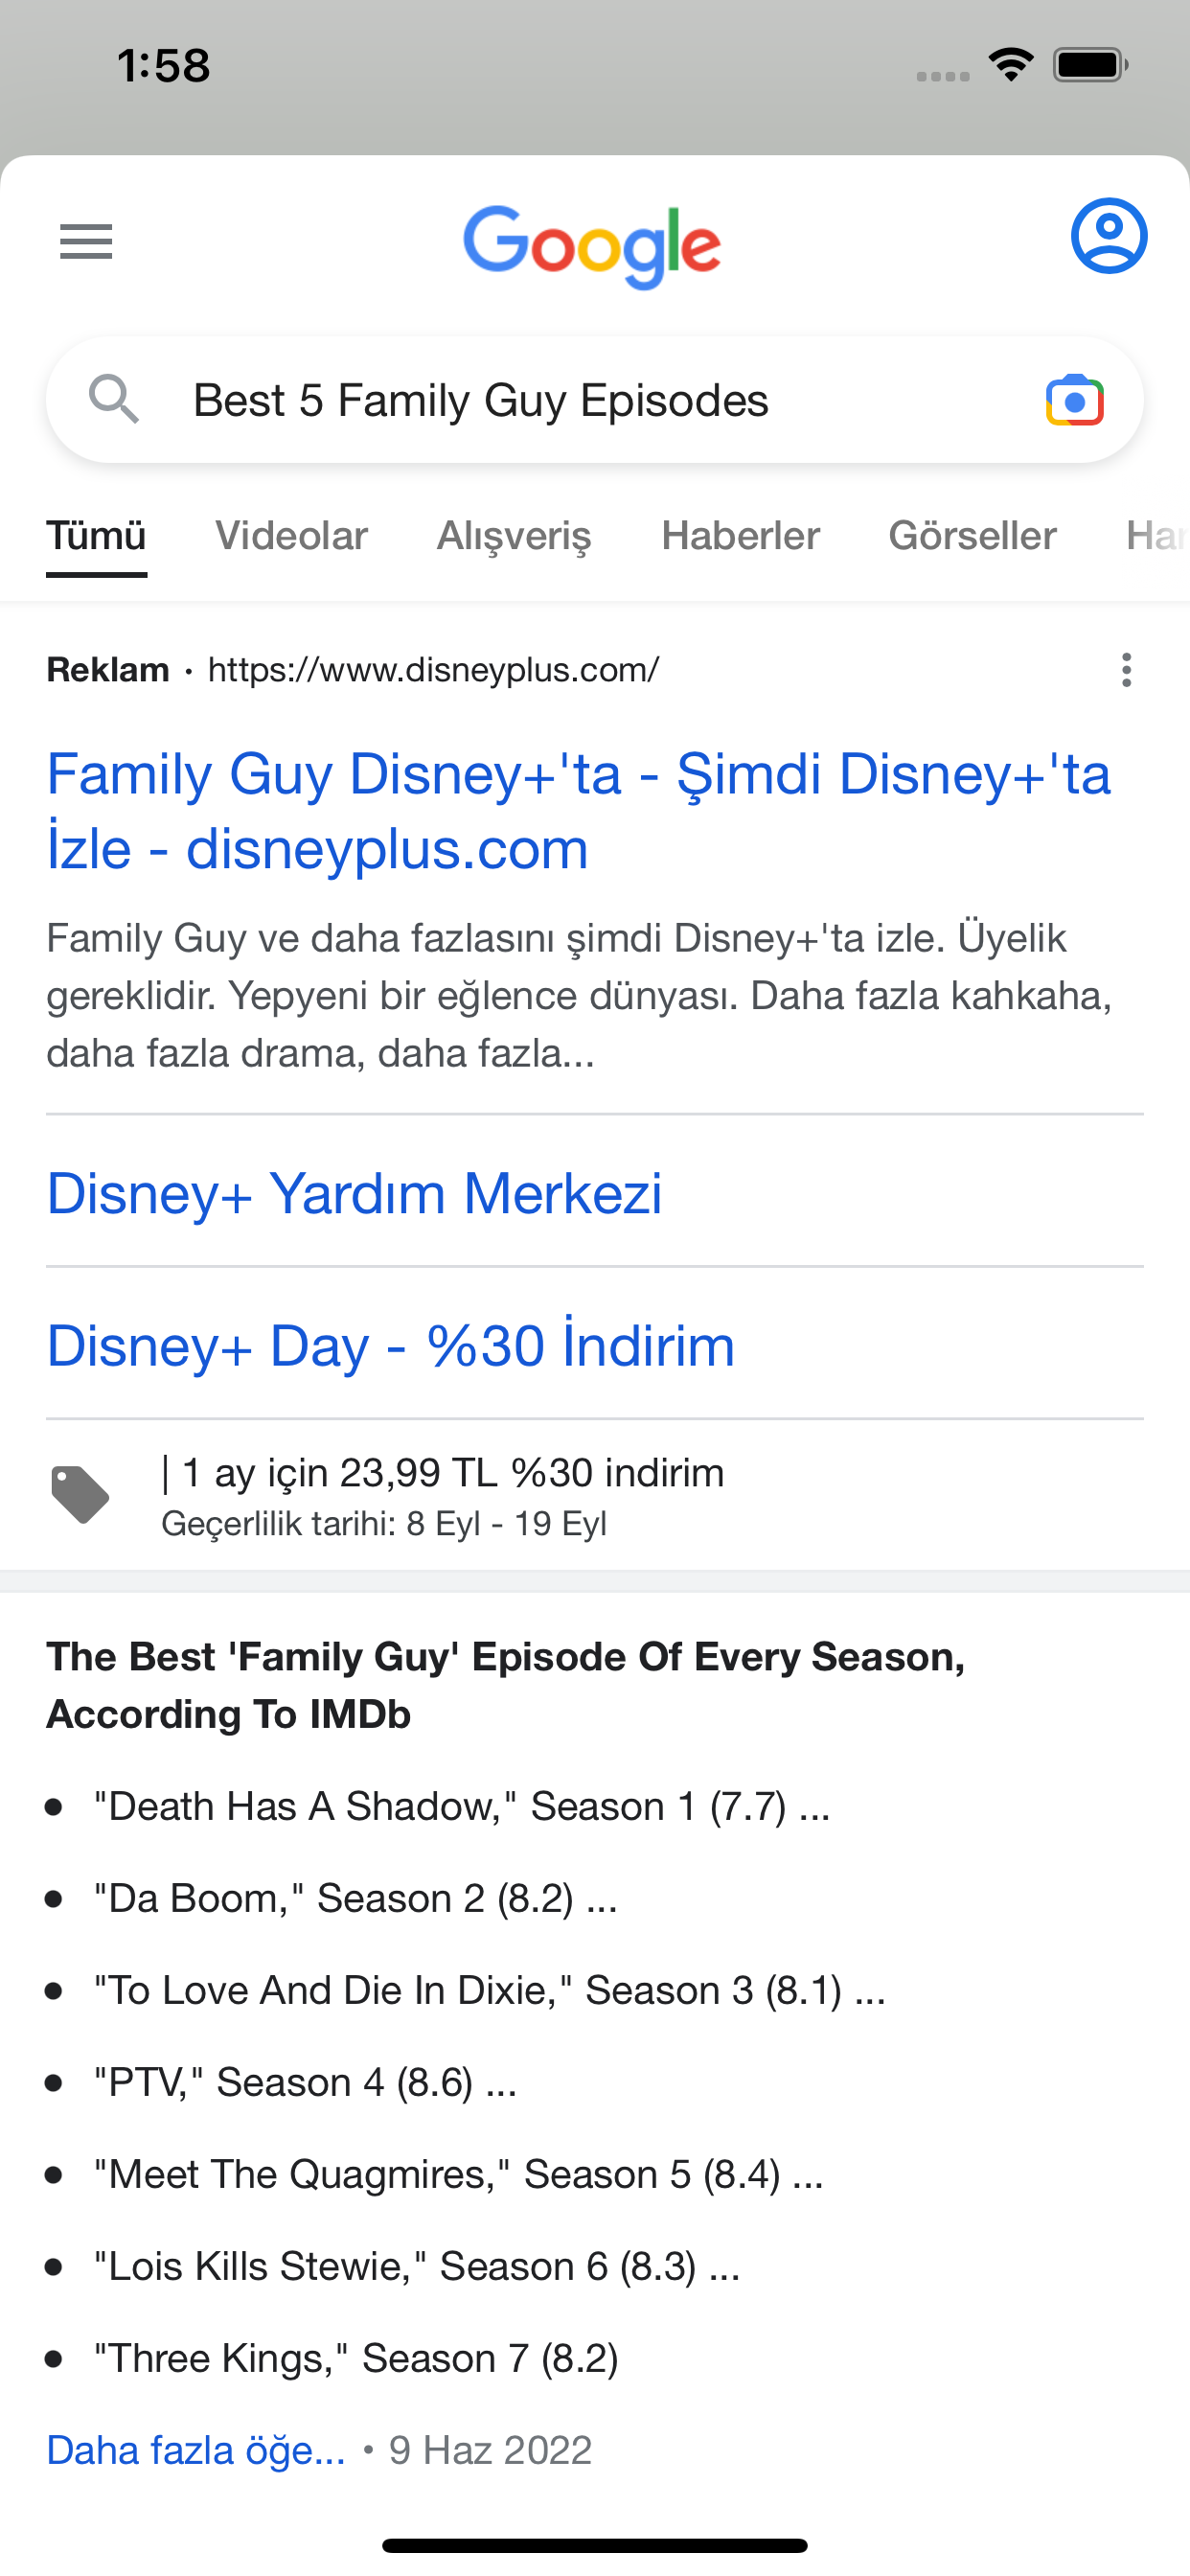 1:58
Google
Best 5 Family Guy Episodes
Tümü Videolar Alışveriş Haberler Görseller
Reklam · https://www.disneyplus.com/
Family Guy Disney+'ta - Şimdi Disney+'ta
İzle - disneyplus.com
Family Guy ve daha fazlasını şimdi Disney+'ta izle. Üyelik
gereklidir. Yepyeni bir eğlence dünyası. Daha fazla kahkaha,
daha fazla drama, daha fazla...
Disney+ Yardım Merkezi
Disney+ Day - %30 İndirim
| 1 ay için 23,99 TL %30 indirim
Geçerlilik tarihi: 8 Eyl - 19 Eyl
The Best 'Family Guy' Episode Of Every Season,
According To IMDb
• "Death Has A Shadow," Season 1 (7.7) ...
• "Da Boom," Season 2 (8.2) ...
• "To Love And Die In Dixie," Season 3 (8.1) ...
• "PTV," Season 4 (8.6) ...
• "Meet The Quagmires," Season 5 (8.4) ...
• "Lois Kills Stewie," Season 6 (8.3) ...
• "Three Kings," Season 7 (8.2)
Daha fazla öğe... • 9 Haz 2022